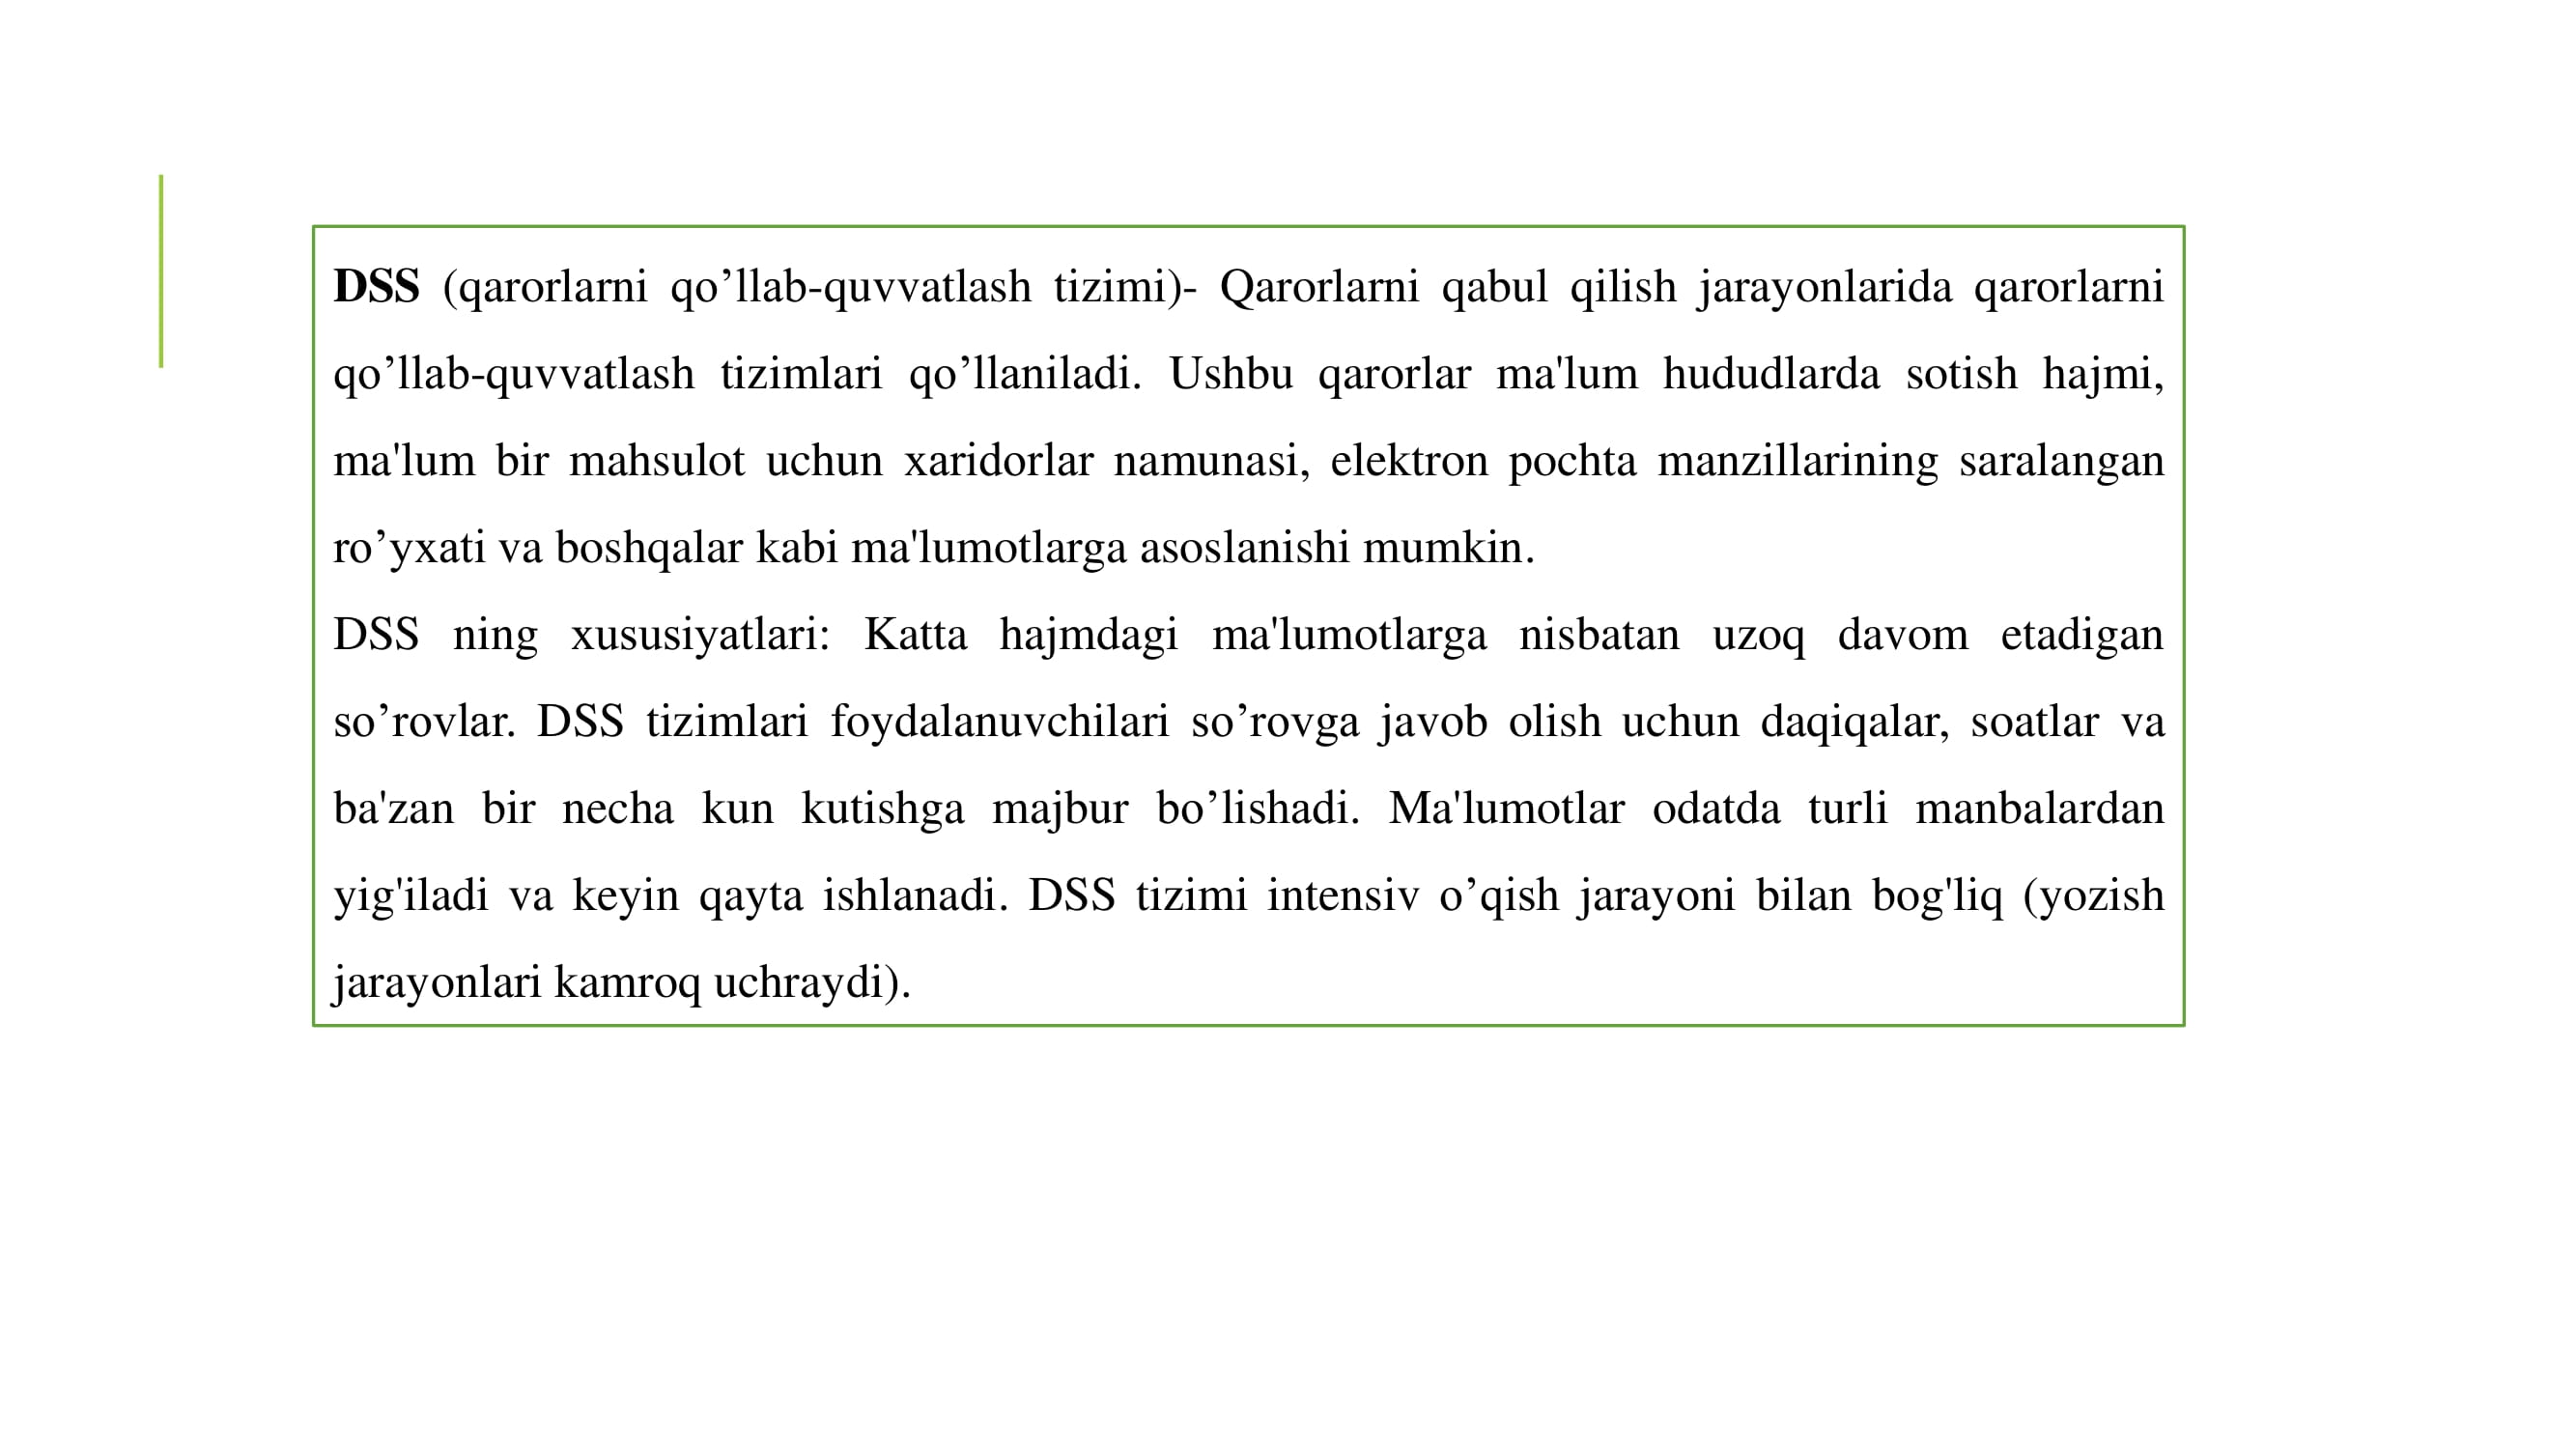 DSS (qarorlarni qo’llab-quvvatlash tizimi)- Qarorlarni qabul qilish jarayonlarida qarorlarni
qo’llab-quvvatlash tizimlari qo’llaniladi. Ushbu qarorlar ma'lum hududlarda sotish hajmi,
ma'lum bir mahsulot uchun xaridorlar namunasi, elektron pochta manzillarining saralangan
ro’yxati va boshqalar kabi ma'lumotlarga asoslanishi mumkin.
DSS ning xususiyatlari: Katta hajmdagi ma'lumotlarga nisbatan uzoq davom etadigan
so’rovlar. DSS tizimlari foydalanuvchilari so’rovga javob olish uchun daqiqalar, soatlar va
ba'zan bir necha kun kutishga majbur bo’lishadi. Ma'lumotlar odatda turli manbalardan
yig'iladi va keyin qayta ishlanadi. DSS tizimi intensiv o’qish jarayoni bilan bog'liq (yozish
jarayonlari kamroq uchraydi).